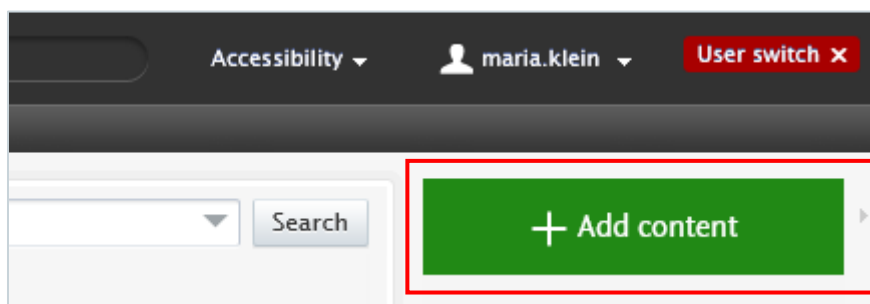 Accessibility maria.klein User switch ×
Search + Add content